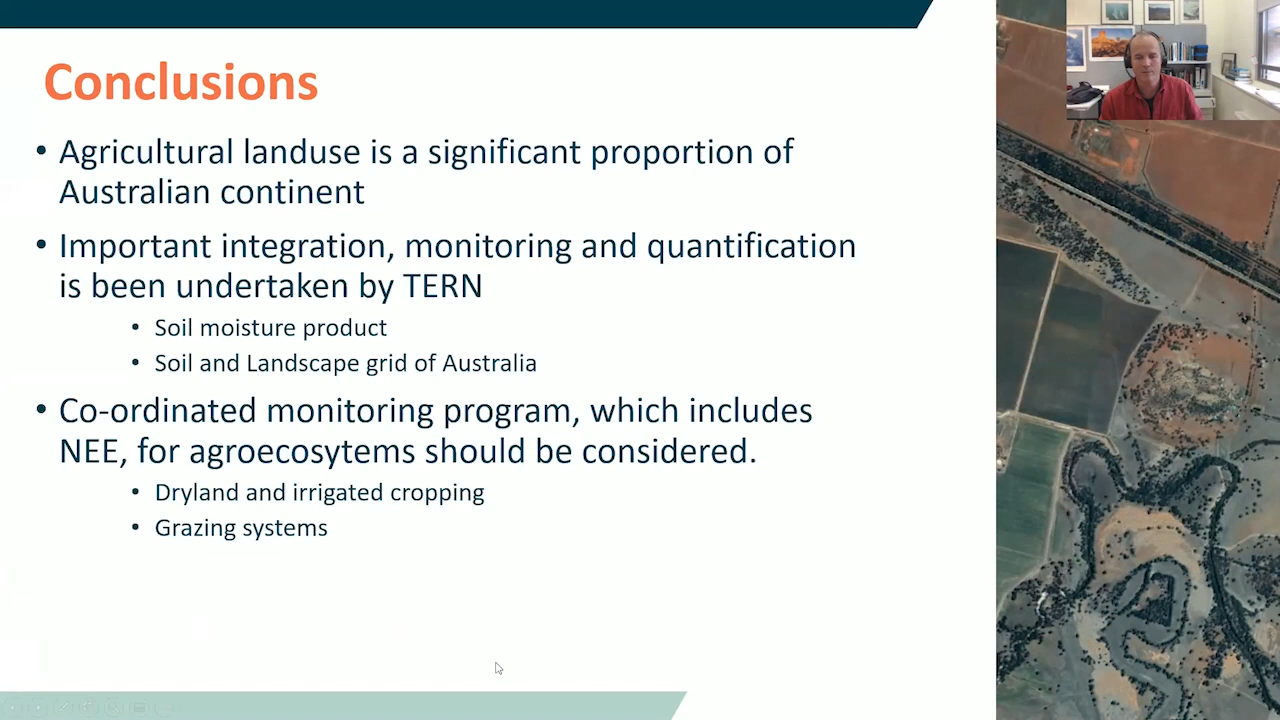 Conclusions
• Agricultural landuse is a significant proportion of
Australian continent
• Important integration, monitoring and quantification
is been undertaken by TERN
• Soil moisture product
• Soil and Landscape grid of Australia
• Co-ordinated monitoring program, which includes
NEE, for agroecosytems should be considered.
• Dryland and irrigated cropping
• Grazing systems